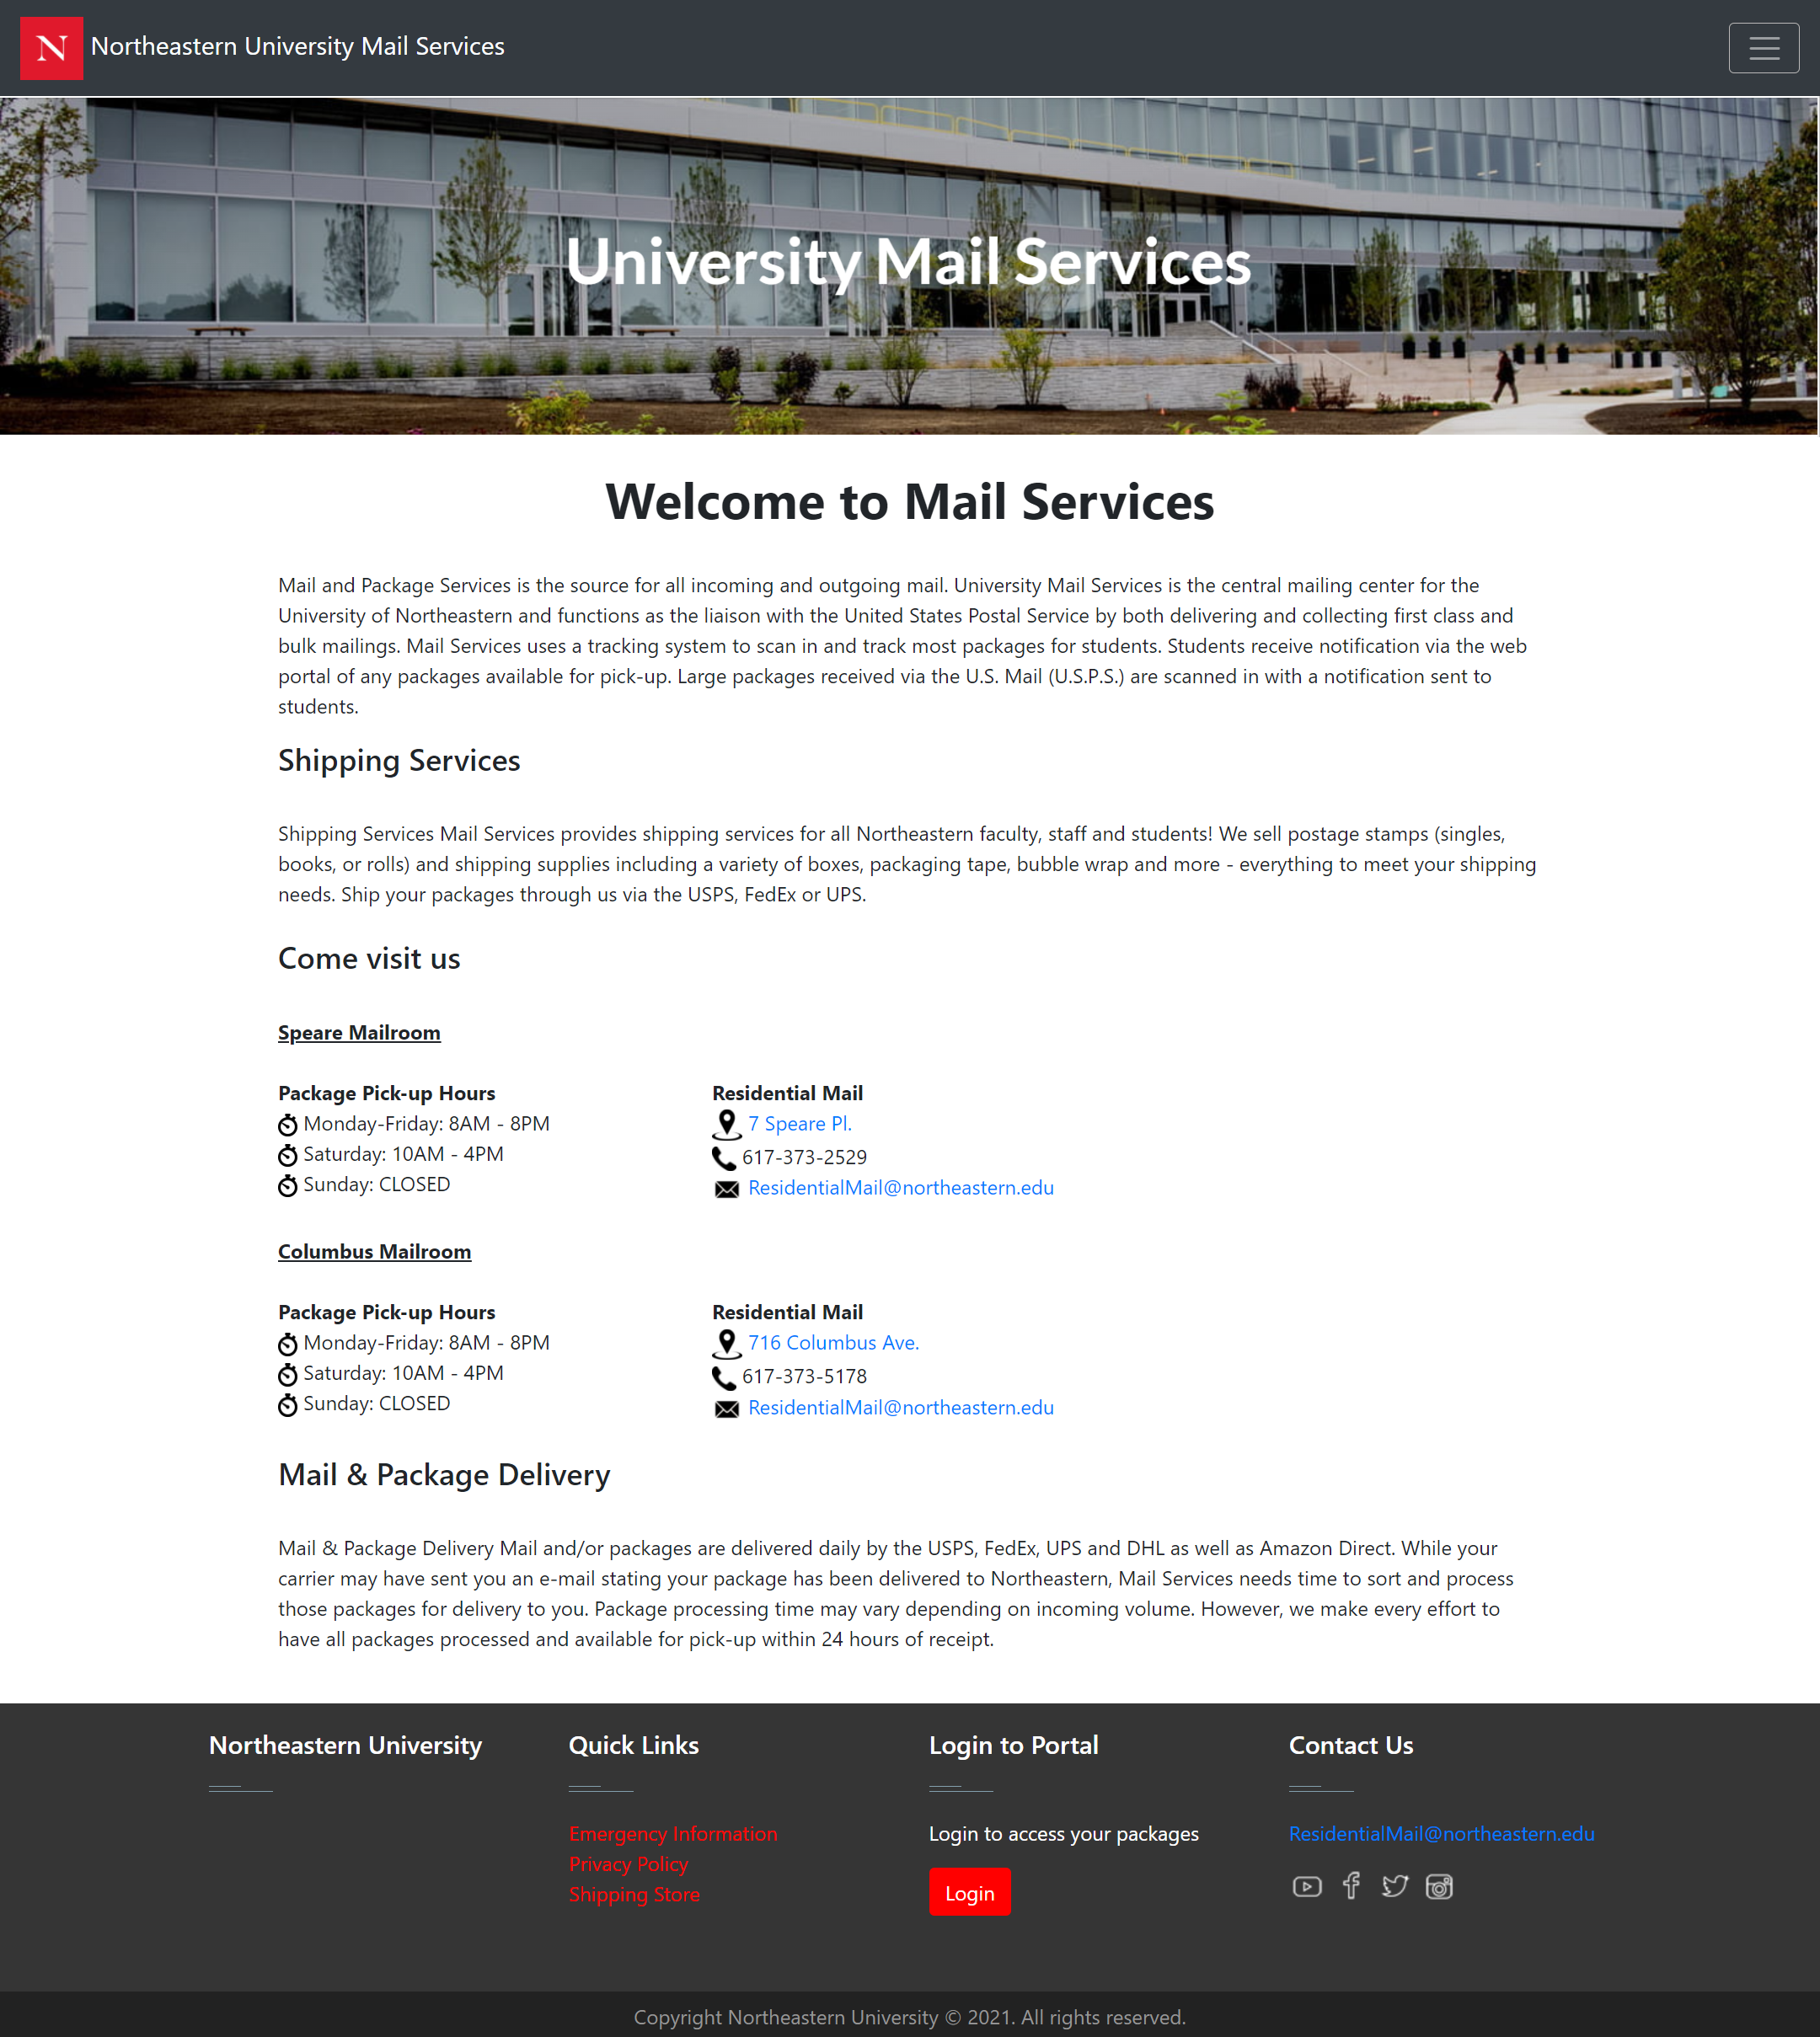 N Northeastern University Mail Services
University Mail Services
Welcome to Mail Services
Mail and Package Services is the source for all incoming and outgoing mail. University Mail Services is the central mailing center for the
University of Northeastern and functions as the liaison with the United States Postal Service by both delivering and collecting first class and
bulk mailings. Mail Services uses a tracking system to scan in and track most packages for students. Students receive notification via the web
portal of any packages available for pick-up. Large packages received via the U.S. Mail (U.S.P.S.) are scanned in with a notification sent to
students.
Shipping Services
Shipping Services Mail Services provides shipping services for all Northeastern faculty, staff and students! We sell postage stamps (singles,
books, or rolls) and shipping supplies including a variety of boxes, packaging tape, bubble wrap and more - everything to meet your shipping
needs. Ship your packages through us via the USPS, FedEx or UPS.
Come visit us
Speare Mailroom
Package Pick-up Hours
Monday-Friday: 8AM - 8PM
Saturday: 10AM - 4PM
Sunday: CLOSED
Residential Mail
7 Speare Pl.
617-373-2529
ResidentialMail@northeastern.edu
Columbus Mailroom
Package Pick-up Hours
Monday-Friday: 8AM - 8PM
Saturday: 10AM - 4PM
Sunday: CLOSED
Residential Mail
716 Columbus Ave.
617-373-5178
ResidentialMail@northeastern.edu
Mail & Package Delivery
Mail & Package Delivery Mail and/or packages are delivered daily by the USPS, FedEx, UPS and DHL as well as Amazon Direct. While your
carrier may have sent you an e-mail stating your package has been delivered to Northeastern, Mail Services needs time to sort and process
those packages for delivery to you. Package processing time may vary depending on incoming volume. However, we make every effort to
have all packages processed and available for pick-up within 24 hours of receipt.
Northeastern University
Quick Links
Emergency Information
Privacy Policy
Shipping Store
Login to Portal
Login to access your packages
Login
Contact Us
ResidentialMail@northeastern.edu
Copyright Northeastern University © 2021. All rights reserved.